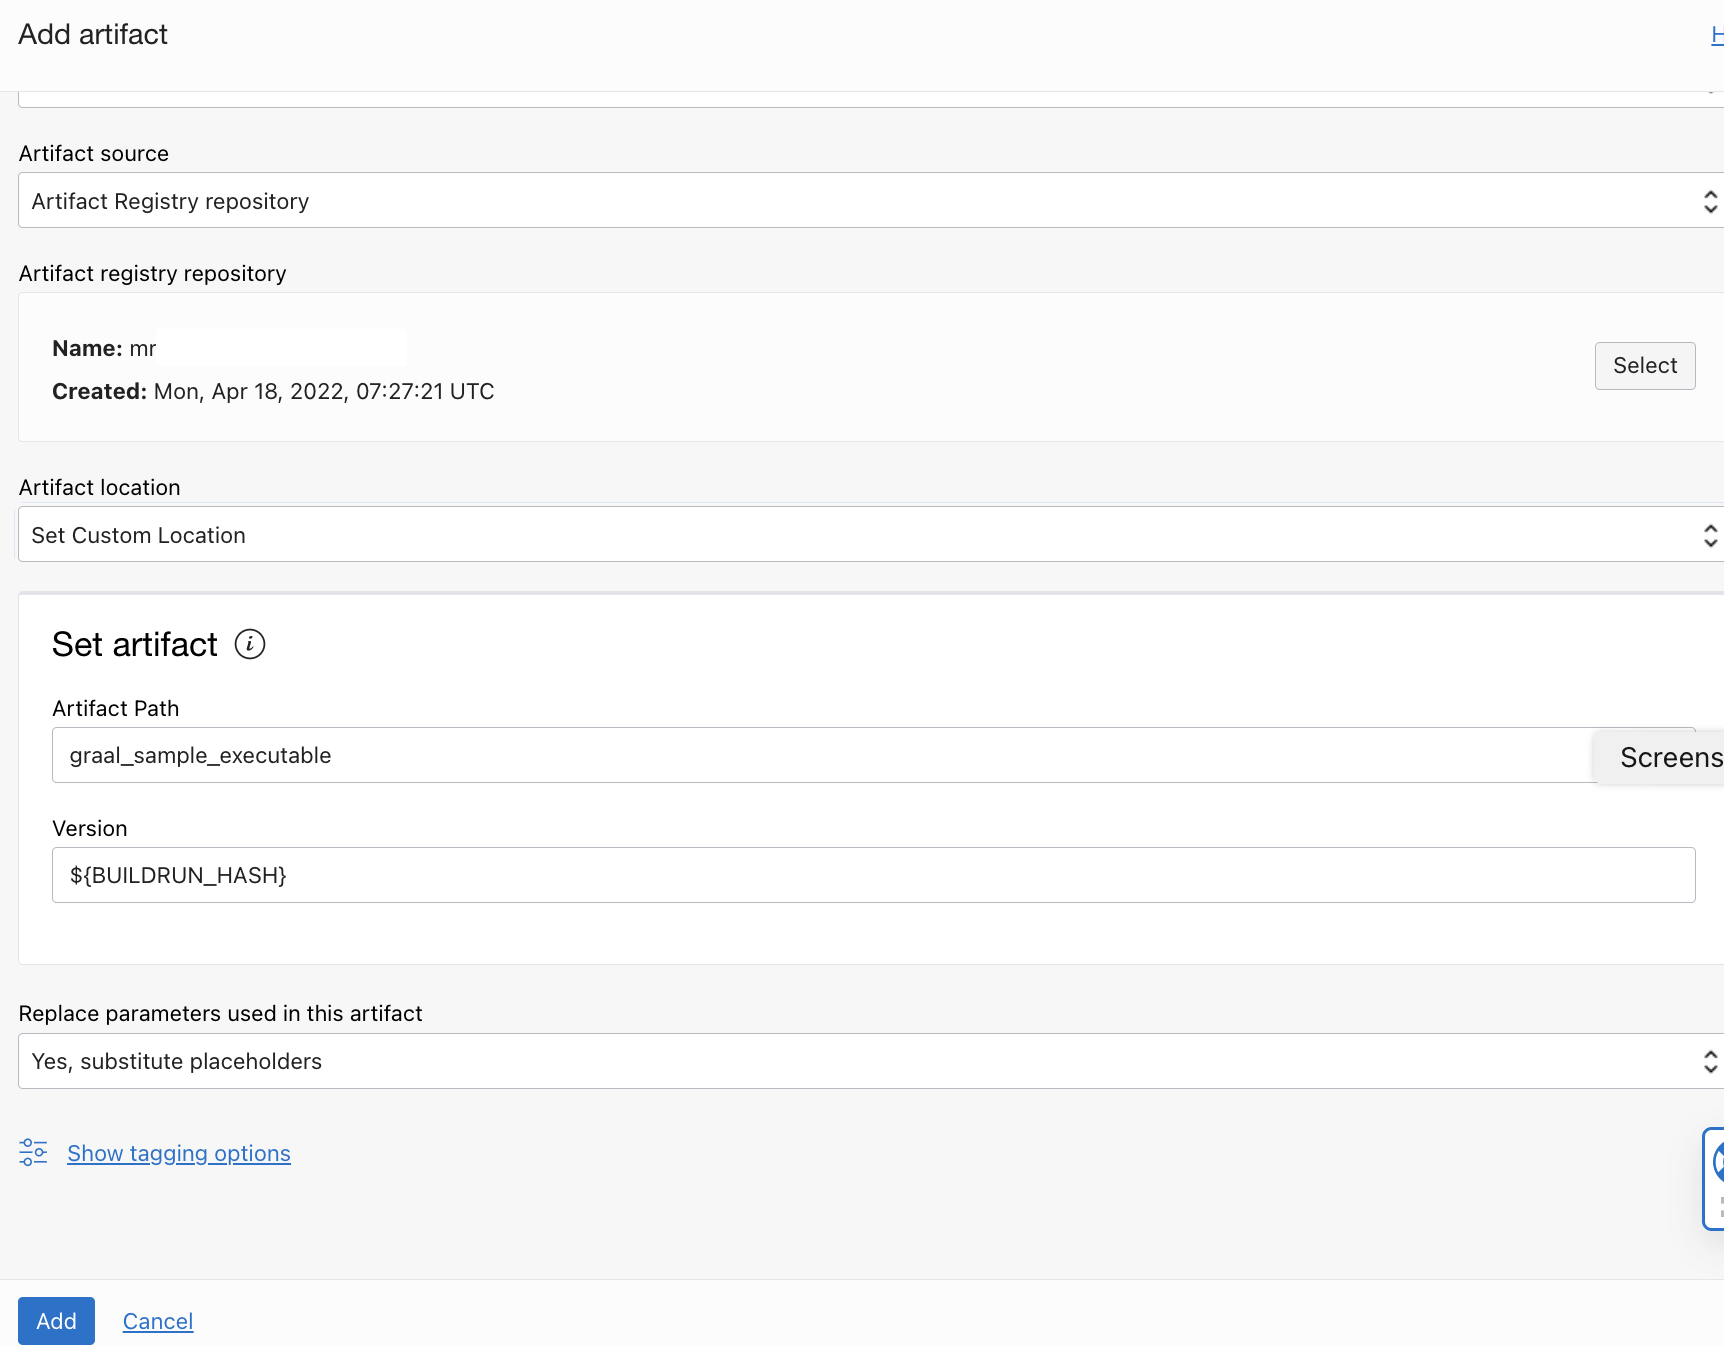 Add artifact
Artifact source
Artifact Registry repository
Artifact registry repository
Name: mr
Created: Mon, Apr 18, 2022, 07:27:21 UTC
Select
Artifact location
Set Custom Location
Set artifact
Artifact Path
graal_sample_executable
Screens
Version
${BUILDRUN_HASH}
Replace parameters used in this artifact
Yes, substitute placeholders
Show tagging options
Add Cancel